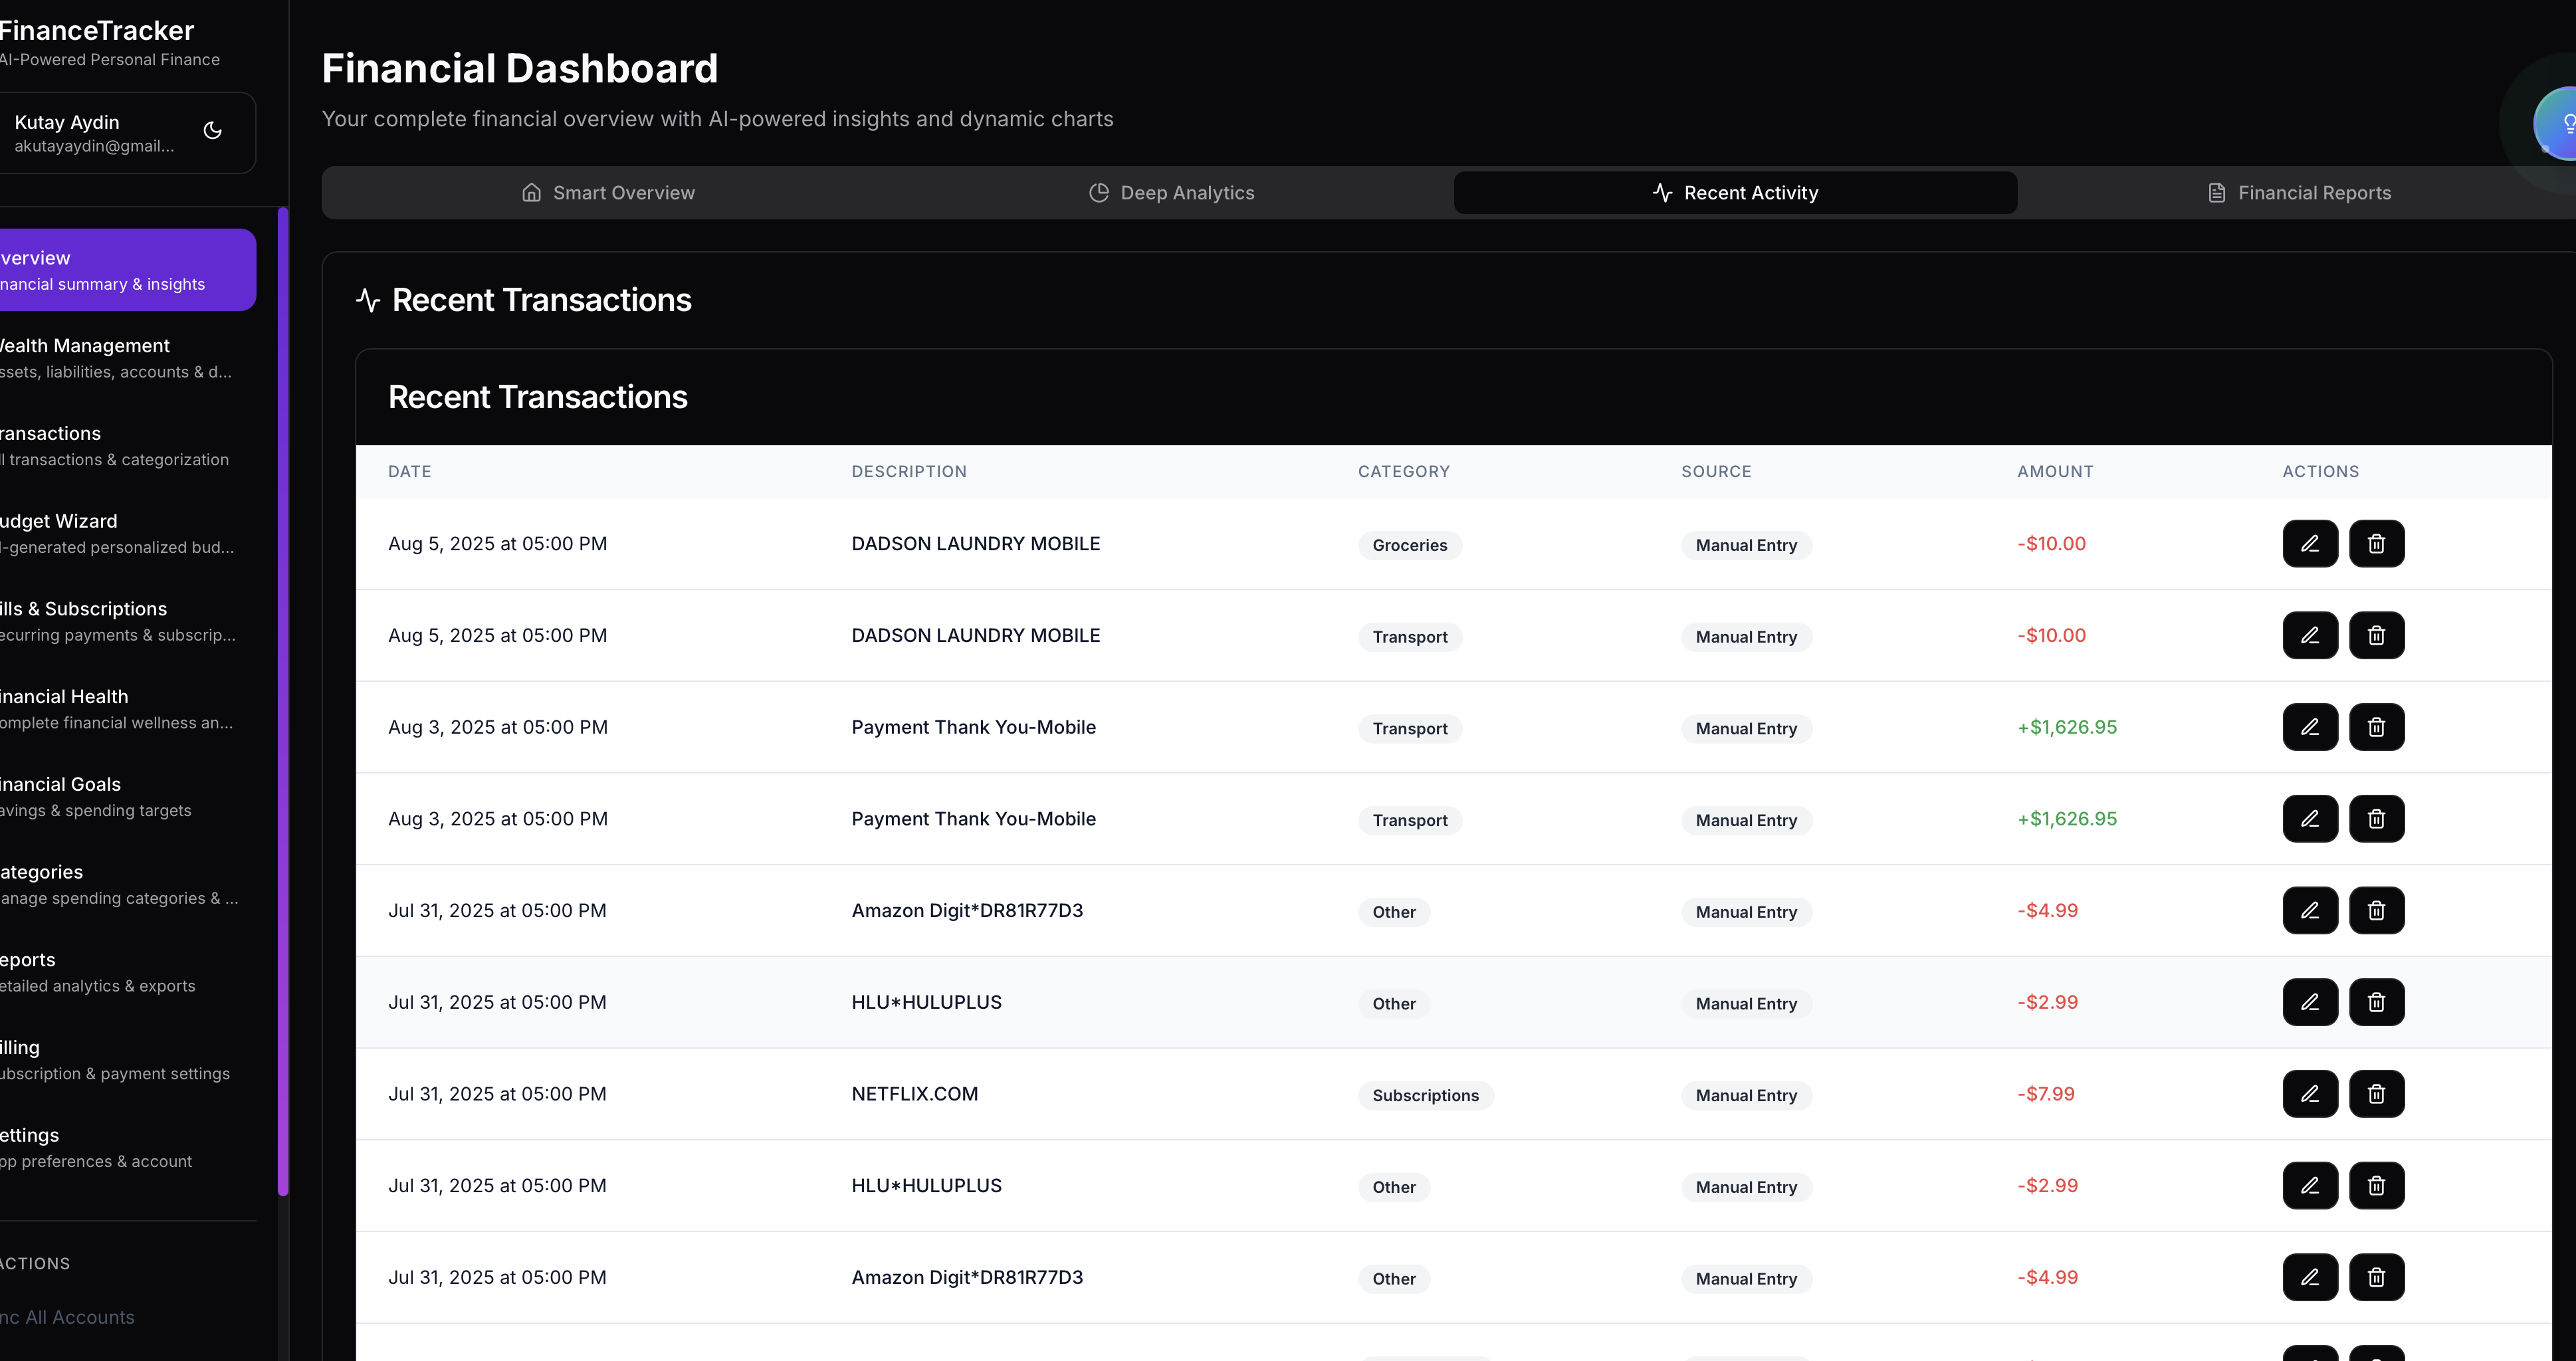 FinanceTracker
AI-Powered Personal Finance
Kutay Aydin
akutayaydin@gmail...
verview
nancial summary & insights
ealth Management
ssets, liabilities, accounts & d...
ransactions
ll transactions & categorization
udget Wizard
I-generated personalized bud...
ills & Subscriptions
ecurring payments & subscrip...
inancial Health
omplete financial wellness an...
inancial Goals
avings & spending targets
ategories
anage spending categories & ...
eports
etailed analytics & exports
illing
ubscription & payment settings
ettings
pp preferences & account
ACTIONS
nc All Accounts
Financial Dashboard
Your complete financial overview with AI-powered insights and dynamic charts
Smart Overview Deep Analytics Recent Activity Financial Reports
Recent Transactions
Recent Transactions
DATE DESCRIPTION CATEGORY SOURCE AMOUNT ACTIONS
Aug 5, 2025 at 05:00 PM DADSON LAUNDRY MOBILE Groceries Manual Entry -$10.00
Aug 5, 2025 at 05:00 PM DADSON LAUNDRY MOBILE Transport Manual Entry -$10.00
Aug 3, 2025 at 05:00 PM Payment Thank You-Mobile Transport Manual Entry +$1,626.95
Aug 3, 2025 at 05:00 PM Payment Thank You-Mobile Transport Manual Entry +$1,626.95
Jul 31, 2025 at 05:00 PM Amazon Digit*DR81R77D3 Other Manual Entry -$4.99
Jul 31, 2025 at 05:00 PM HLU*HULUPLUS Other Manual Entry -$2.99
Jul 31, 2025 at 05:00 PM NETFLIX.COM Subscriptions Manual Entry -$7.99
Jul 31, 2025 at 05:00 PM HLU*HULUPLUS Other Manual Entry -$2.99
Jul 31, 2025 at 05:00 PM Amazon Digit*DR81R77D3 Other Manual Entry -$4.99